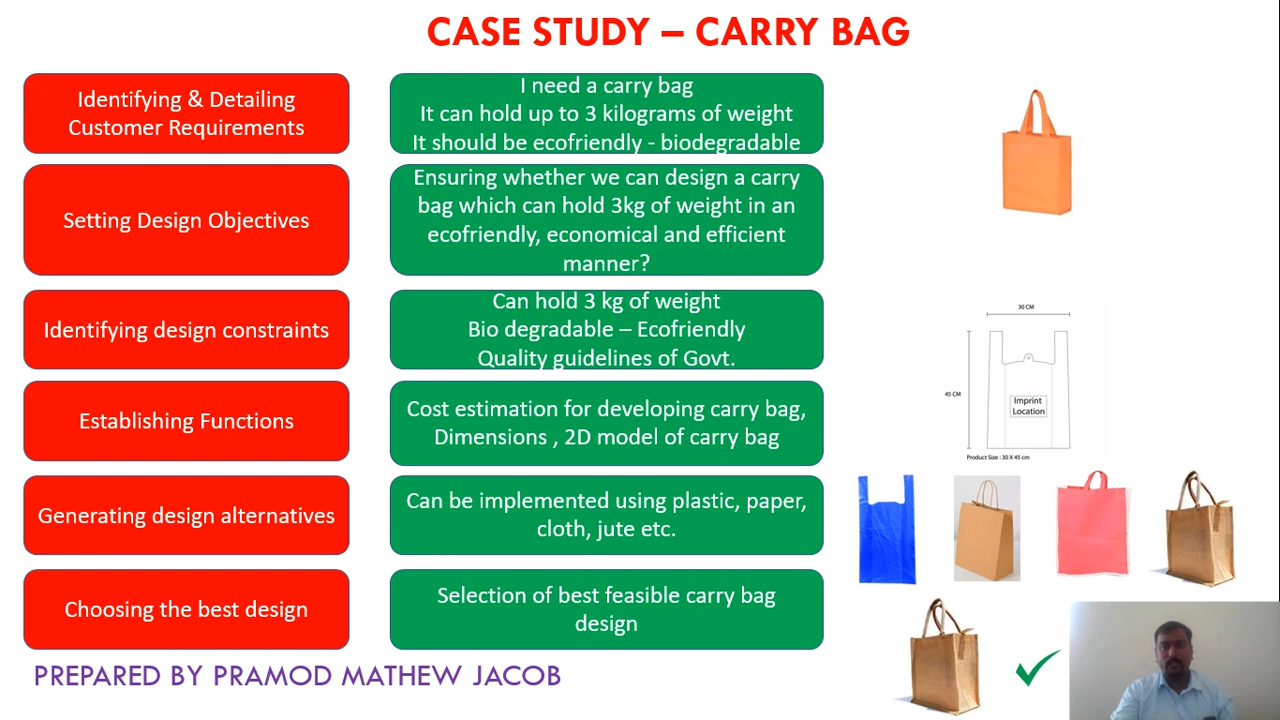 CASE STUDY – CARRY BAG
Identifying & Detailing
Customer Requirements
I need a carry bag
It can hold up to 3 kilograms of weight
It should be ecofriendly - biodegradable
Setting Design Objectives
Ensuring whether we can design a carry
bag which can hold 3kg of weight in an
ecofriendly, economical and efficient
manner?
Identifying design constraints
Can hold 3 kg of weight
Bio degradable – Ecofriendly
Quality guidelines of Govt.
30 CM
45 CM
Imprint
Location
Product Size : 30 X 45 cm
Establishing Functions
Cost estimation for developing carry bag,
Dimensions , 2D model of carry bag
Generating design alternatives
Can be implemented using plastic, paper,
cloth, jute etc.
Choosing the best design
Selection of best feasible carry bag
design
PREPARED BY PRAMOD MATHEW JACOB